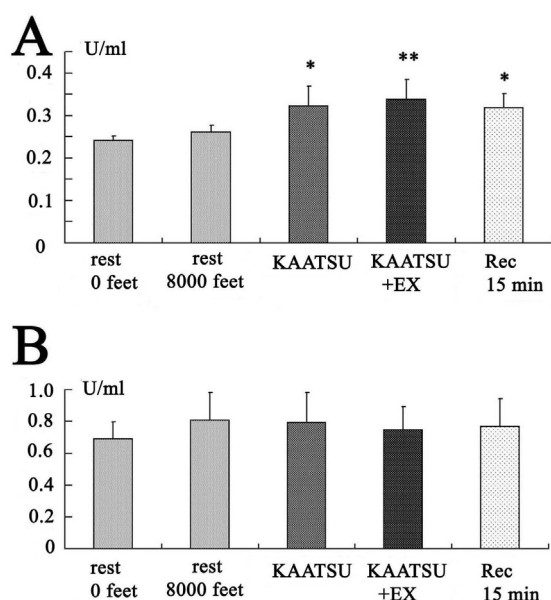 A
U/ml
0.4
0.3
0.2
0.1
0
* ** *
rest rest KAATSU KAATSU Rec
0 feet 8000 feet +EX 15 min
B
U/ml
1.0
0.8
0.6
0.4
0.2
0
rest rest KAATSU KAATSU Rec
0 feet 8000 feet +EX 15 min